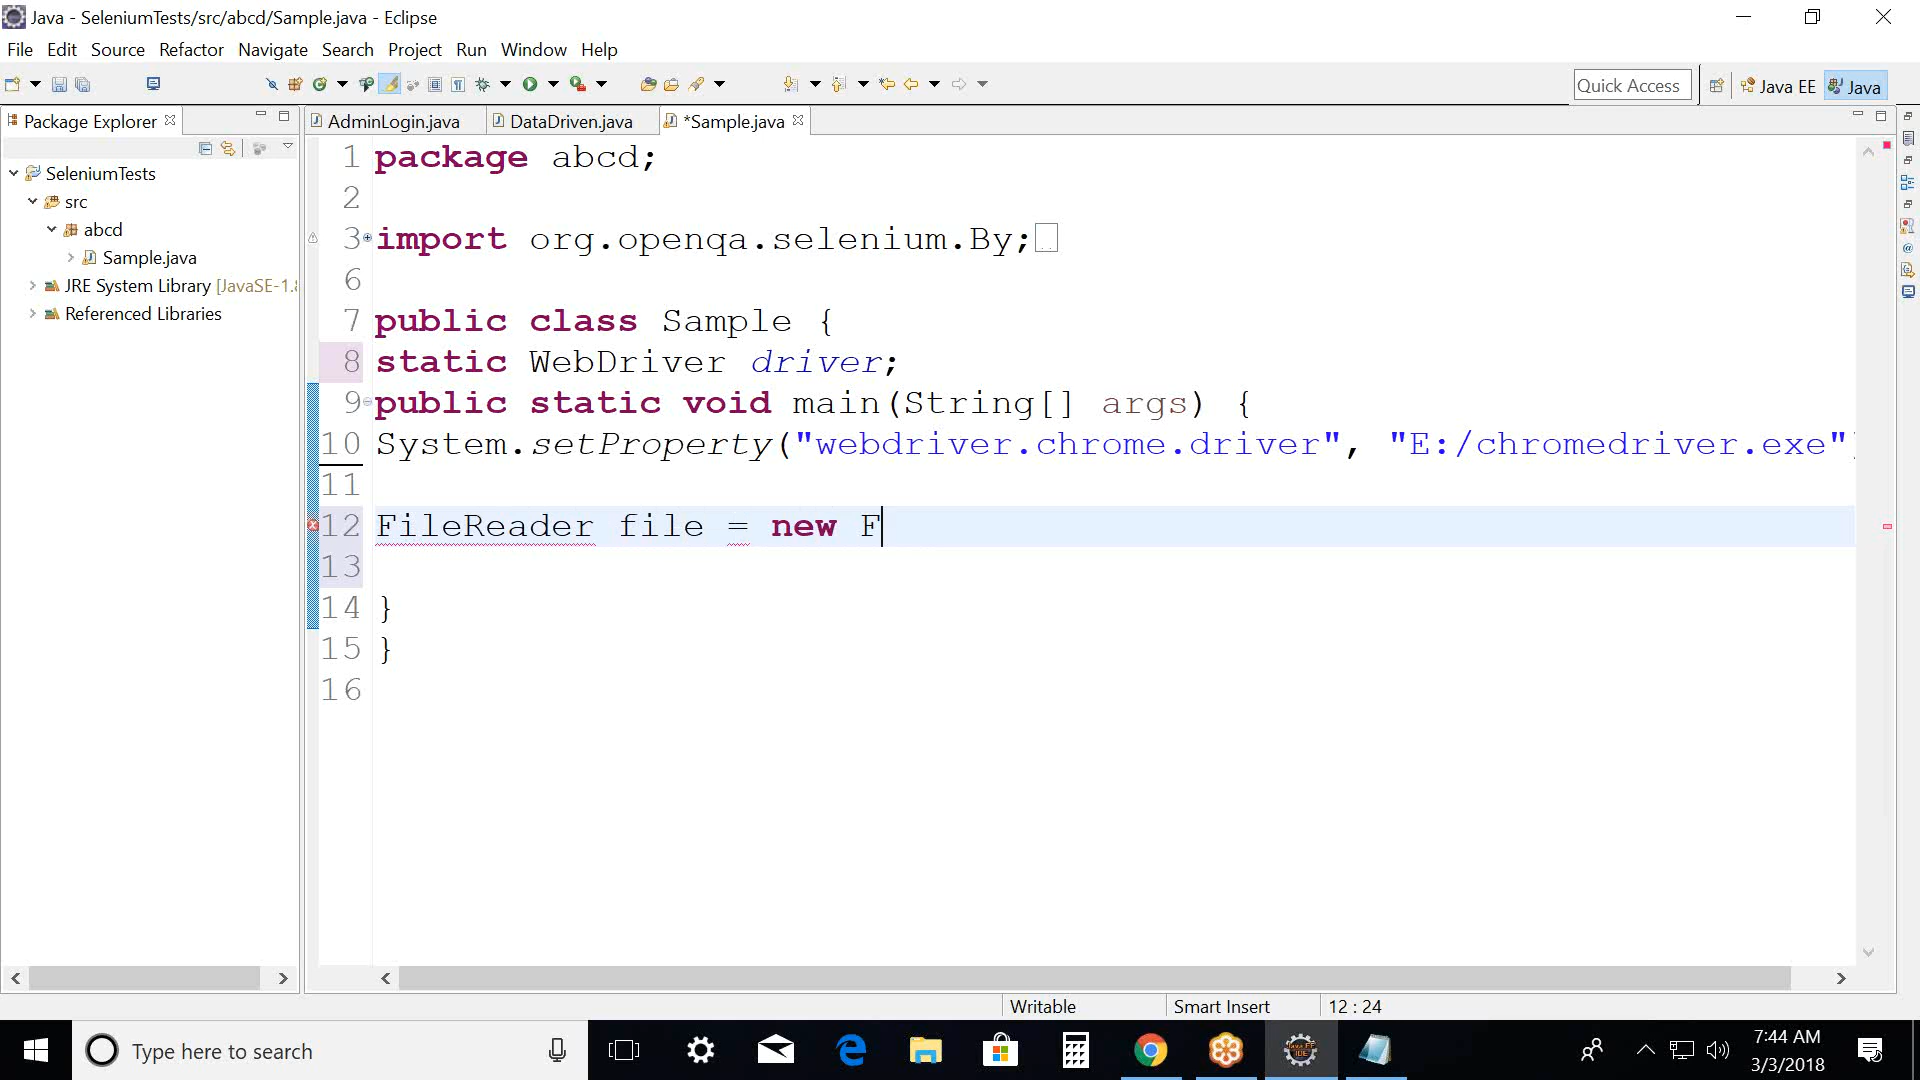 Java - SeleniumTests/src/abcd/Sample.java - Eclipse
File Edit Source Refactor Navigate Search Project Run Window Help
Quick Access Java EE Java
Package Explorer AdminLogin.java DataDriven.java *Sample.java
SeleniumTests
src
abcd
Sample.java
JRE System Library [JavaSE-1.8
Referenced Libraries
1 package abcd;
2
3 import org.openqa.selenium.By;
6
7 public class Sample {
8 static WebDriver driver;
9 public static void main(String[] args) {
10 System.setProperty("webdriver.chrome.driver", "E:/chromedriver.exe")
11
12 FileReader file = new F
13
14 }
15 }
16
Writable Smart Insert 12 : 24
Type here to search
7:44 AM
3/3/2018